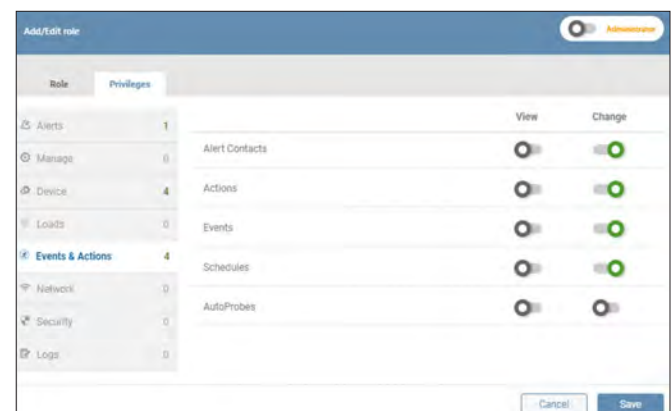 Add/Edit role
Administrator
Role Privileges
View Change
Alerts 1
Manage 0
Device 4
Loads 0
Events & Actions 4
Network 0
Security 0
Logs 0
Alert Contacts
Actions
Events
Schedules
AutoProbes
Cancel Save